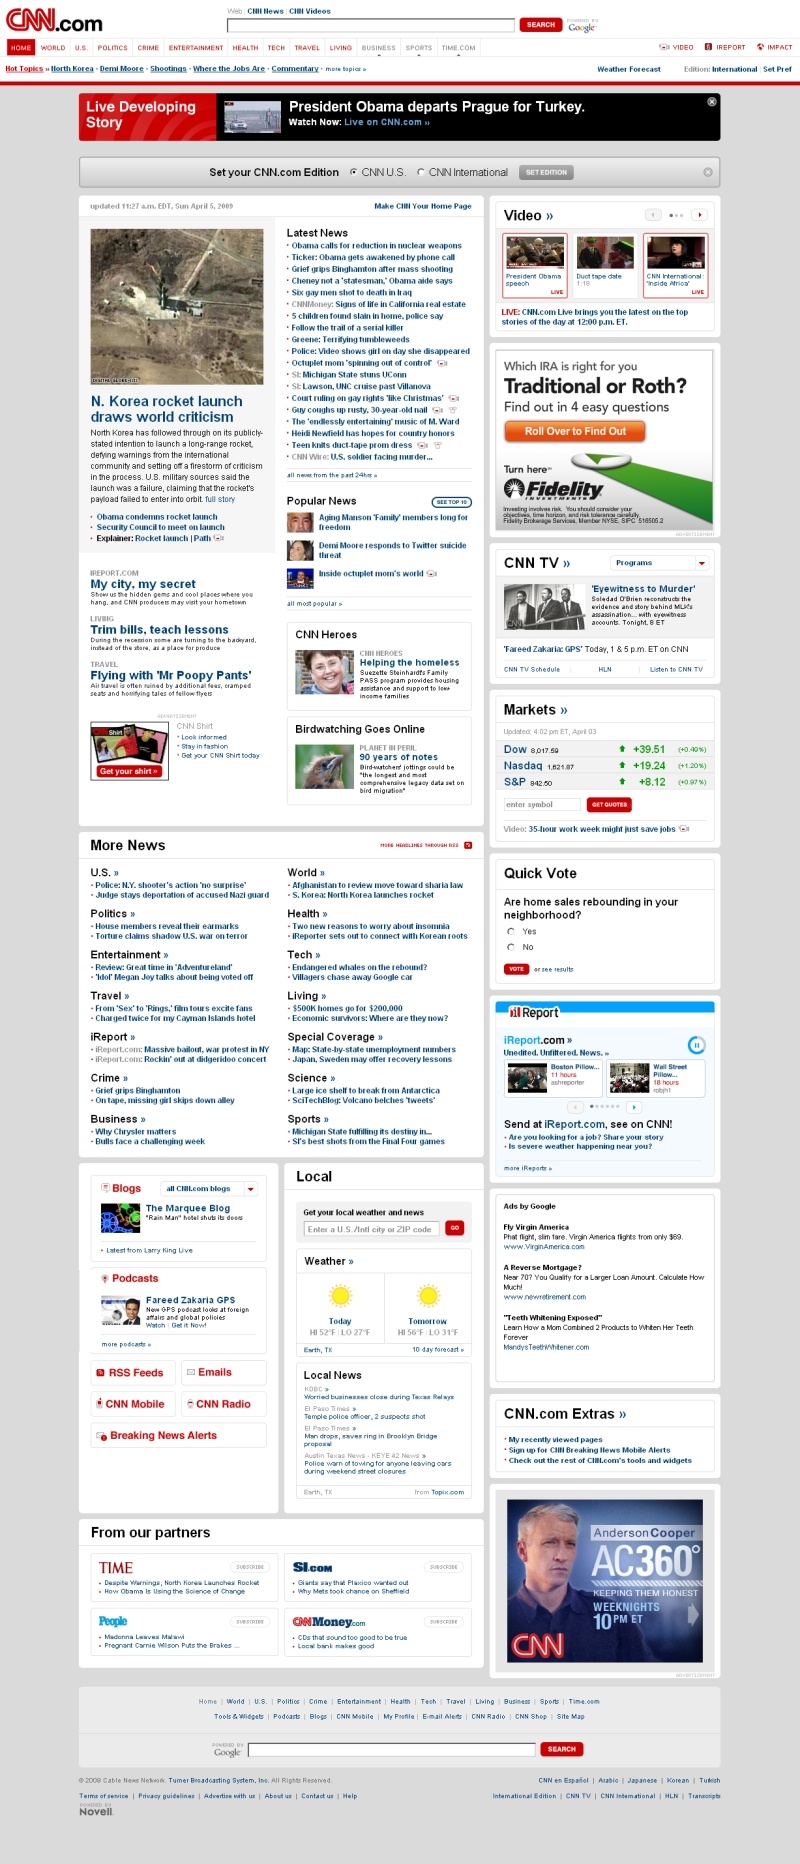 CNN.com
Web | CNN News | CNN Videos
SEARCH
POWERED BY Google
HOME WORLD U.S. POLITICS CRIME ENTERTAINMENT HEALTH TECH TRAVEL LIVING BUSINESS SPORTS TIME.COM
VIDEO IREPORT IMPACT
Hot Topics » North Korea · Demi Moore · Shootings · Where the Jobs Are · Commentary · more topics »
Weather Forecast Edition: International | Set Pref
Live Developing Story
President Obama departs Prague for Turkey.
Watch Now: Live on CNN.com »
Set your CNN.com Edition CNN U.S. CNN International SET EDITION
updated 11:27 a.m. EDT, Sun April 5, 2009
Make CNN Your Home Page
N. Korea rocket launch
draws world criticism
North Korea has followed through on its publicly-
stated intention to launch a long-range rocket,
defying warnings from the international
community and setting off a firestorm of criticism
in the process. U.S. military sources said the
launch was a failure, claiming that the rocket's
payload failed to enter into orbit. full story
Obama condemns rocket launch
Security Council to meet on launch
Explainer: Rocket launch | Path
IREPORT.COM
My city, my secret
Show us the hidden gems and cool places where you
hang, and CNN producers may visit your hometown
LIVING
Trim bills, teach lessons
During the recession some are turning to the backyard,
instead of the store, as a place for produce
TRAVEL
Flying with 'Mr Poopy Pants'
Air travel is often ruined by additional fees, cramped
seats and horrifying tales of fellow flyers
ADVERTISEMENT
CNN Shirt
Look informed
Stay in fashion
Get your CNN Shirt today
Get your shirt »
Latest News
Obama calls for reduction in nuclear weapons
Ticker: Obama gets awakened by phone call
Grief grips Binghamton after mass shooting
Cheney not a 'statesman,' Obama aide says
Six gay men shot to death in Iraq
CNNMoney: Signs of life in California real estate
5 children found slain in home, police say
Follow the trail of a serial killer
Greene: Terrifying tumbleweeds
Police: Video shows girl on day she disappeared
Octuplet mom 'spinning out of control'
SI: Michigan State stuns UConn
SI: Lawson, UNC cruise past Villanova
Court ruling on gay rights 'like Christmas'
Guy coughs up rusty, 30-year-old nail
The 'endlessly entertaining' music of M. Ward
Heidi Newfield has hopes for country honors
Teen knits duct-tape prom dress
CNN Wire: U.S. soldier facing murder...
all news from the past 24hrs »
Popular News SEE TOP 10
Aging Manson 'Family' members long for
freedom
Demi Moore responds to Twitter suicide
threat
Inside octuplet mom's world
all most popular »
CNN Heroes
CNN HEROES
Helping the homeless
Suezette Steinhardt's Family
PASS program provides housing
assistance and support to low-
income families
Birdwatching Goes Online
PLANET IN PERIL
90 years of notes
Bird-watchers' jottings could be
"the longest and most
comprehensive legacy data set on
bird migration"
Video »
President Obama speech LIVE
Duct tape date 1:18
CNN International: 'Inside Africa' LIVE
LIVE: CNN.com Live brings you the latest on the top
stories of the day at 12:00 p.m. ET.
Which IRA is right for you
Traditional or Roth?
Find out in 4 easy questions
Roll Over to Find Out
Turn here™
Fidelity INVESTMENTS
Investing involves risk. You should consider your
objectives, time horizon, and risk tolerance carefully.
Fidelity Brokerage Services, Member NYSE, SIPC 516505.2
ADVERTISEMENT
CNN TV » Programs
'Eyewitness to Murder'
Soledad O'Brien reconstructs the
evidence and story behind MLK's
assassination... with eyewitness
accounts. Tonight, 8 ET
'Fareed Zakaria: GPS' Today, 1 & 5 p.m. ET on CNN
CNN TV Schedule | HLN | Listen to CNN TV
Markets »
Updated: 4:02 pm ET, April 03
Dow 8,017.59 +39.51 (+0.49%)
Nasdaq 1,621.87 +19.24 (+1.20%)
S&P 842.50 +8.12 (+0.97%)
enter symbol GET QUOTES
Video: 35-hour work week might just save jobs
Quick Vote
Are home sales rebounding in your
neighborhood?
Yes
No
VOTE or see results
iReport
iReport.com »
Unedited. Unfiltered. News. »
Boston Pillow... 11 hours ashreporter
Wall Street Pillow... 18 hours robjh1
Send at iReport.com, see on CNN!
Are you looking for a job? Share your story
Is severe weather happening near you?
more iReports »
Ads by Google
Fly Virgin America
Phat flight, slim fare. Virgin America flights from only $69.
www.VirginAmerica.com
A Reverse Mortgage?
Near 70? You Qualify for a Larger Loan Amount. Calculate How
Much!
www.newretirement.com
"Teeth Whitening Exposed"
Learn How a Mom Combined 2 Products to Whiten Her Teeth
Forever
MandysTeethWhitener.com
CNN.com Extras »
My recently viewed pages
Sign up for CNN Breaking News Mobile Alerts
Check out the rest of CNN.com's tools and widgets
Anderson Cooper
AC360°
KEEPING THEM HONEST
WEEKNIGHTS
10PM ET
CNN
ADVERTISEMENT
More News
MORE HEADLINES THROUGH RSS
U.S. »
Police: N.Y. shooter's action 'no surprise'
Judge stays deportation of accused Nazi guard
World »
Afghanistan to review move toward sharia law
S. Korea: North Korea launches rocket
Politics »
House members reveal their earmarks
Torture claims shadow U.S. war on terror
Health »
Two new reasons to worry about insomnia
iReporter sets out to connect with Korean roots
Entertainment »
Review: Great time in 'Adventureland'
'Idol' Megan Joy talks about being voted off
Tech »
Endangered whales on the rebound?
Villagers chase away Google car
Travel »
From 'Sex' to 'Rings,' film tours excite fans
Charged twice for my Cayman Islands hotel
Living »
$500K homes go for $200,000
Economic survivors: Where are they now?
iReport »
iReport.com: Massive bailout, war protest in NY
iReport.com: Rockin' out at didgeridoo concert
Special Coverage »
Map: State-by-state unemployment numbers
Japan, Sweden may offer recovery lessons
Crime »
Grief grips Binghamton
On tape, missing girl skips down alley
Science »
Large ice shelf to break from Antarctica
SciTechBlog: Volcano belches 'tweets'
Business »
Why Chrysler matters
Bulls face a challenging week
Sports »
Michigan State fulfilling its destiny in...
SI's best shots from the Final Four games
Blogs all CNN.com blogs
The Marquee Blog
"Rain Man" hotel shuts its doors
Latest from Larry King Live
Podcasts
Fareed Zakaria GPS
New GPS podcast looks at foreign
affairs and global policies
Watch | Get it Now!
more podcasts »
RSS Feeds
Emails
CNN Mobile
CNN Radio
Breaking News Alerts
Local
Get your local weather and news
Enter a U.S./Intl city or ZIP code GO
Weather »
Today Tomorrow
HI 52°F | LO 27°F HI 56°F | LO 31°F
Earth, TX 10 day forecast »
Local News
KDBC »
Worried businesses close during Texas Relays
El Paso Times »
Temple police officer, 2 suspects shot
El Paso Times »
Man drops, saves ring in Brooklyn Bridge
proposal
Austin Texas News - KEYE 42 News »
Police warn of towing for anyone leaving cars
during weekend street closures
Earth, TX from Topix.com
From our partners
TIME SUBSCRIBE
Despite Warnings, North Korea Launches Rocket
How Obama Is Using the Science of Change
SI.COM SUBSCRIBE
Giants say that Plaxico wanted out
Why Mets took chance on Sheffield
People SUBSCRIBE
Madonna Leaves Malawi
Pregnant Carnie Wilson Puts the Brakes ...
CNNMoney.com SUBSCRIBE
CDs that sound too good to be true
Local bank makes good
Home | World | U.S. | Politics | Crime | Entertainment | Health | Tech | Travel | Living | Business | Sports | Time.com
Tools & Widgets | Podcasts | Blogs | CNN Mobile | My Profile | E-mail Alerts | CNN Radio | CNN Shop | Site Map
POWERED BY Google SEARCH
© 2008 Cable News Network. Turner Broadcasting System, Inc. All Rights Reserved.
CNN en Español | Arabic | Japanese | Korean | Turkish
Terms of service | Privacy guidelines | Advertise with us | About us | Contact us | Help
International Edition | CNN TV | CNN International | HLN | Transcripts
POWERED BY
Novell.